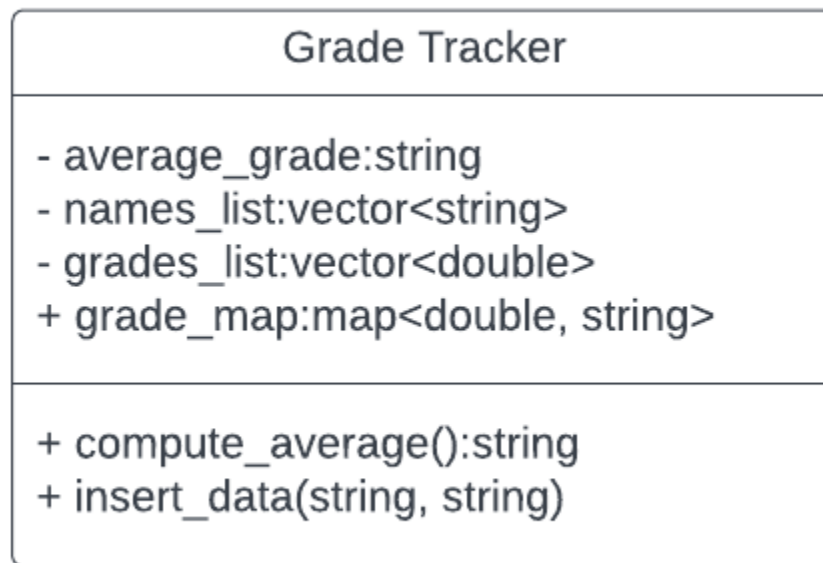 Grade Tracker
- average_grade:string
- names_list:vector<string>
- grades_list:vector<double>
+ grade_map:map<double, string>
+ compute_average():string
+ insert_data(string, string)